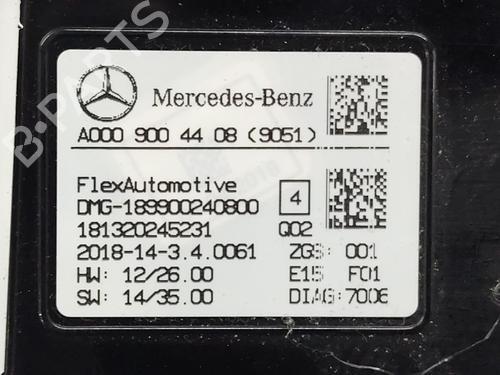 Mercedes-Benz
A000 900 44 08 (9051)
FlexAutomotive
DMG-189900240800
4
181320245231
Q02
2018-14-3.4.0061
ZGS: 001
HW: 12/26.00
E15 F01
SW: 14/35.00
DIAG:7006
B-PARTS